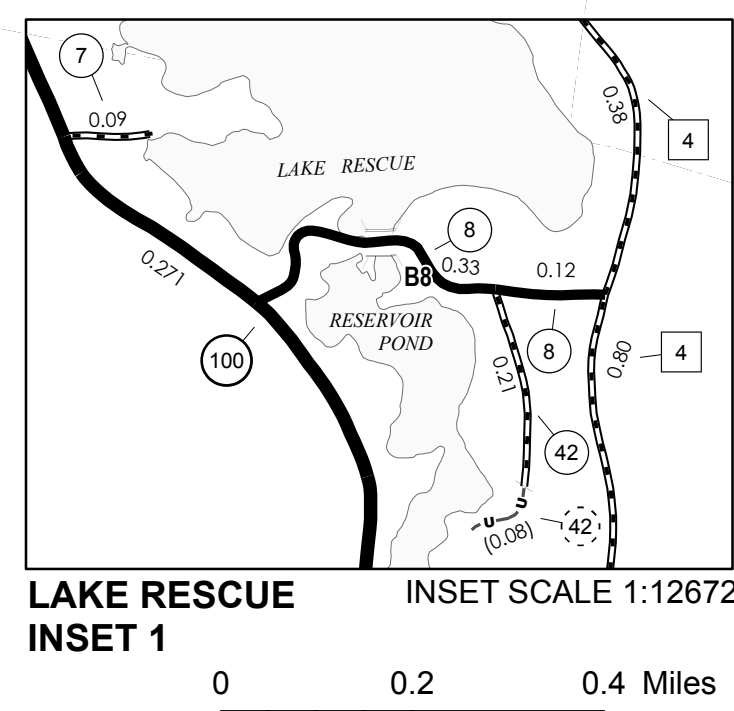 7
0.09
0.38
4
LAKE RESCUE
8
0.33
0.12
B8
0.271
RESERVOIR
POND
100
8
0.80
4
0.21
42
42
(0.08)
U
U
LAKE RESCUE
INSET 1
INSET SCALE 1:12672
0 0.2 0.4 Miles